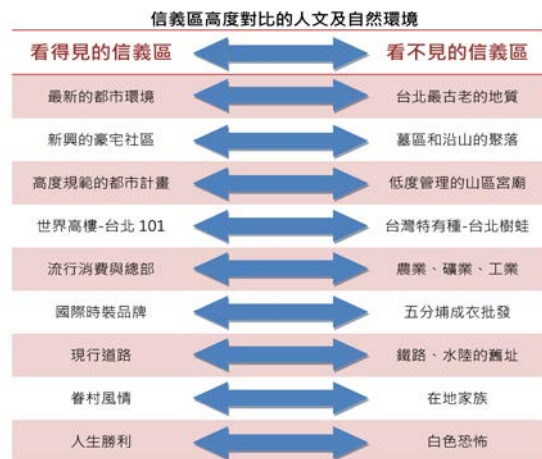 信義區高度對比的人文及自然環境
看得見的信義區 看不見的信義區
最新的都市環境 台北最古老的地質
新興的豪宅社區 墓區和沿山的聚落
高度規範的都市計畫 低度管理的山區宮廟
世界高樓-台北 101 台灣特有種-台北樹蛙
流行消費與總部 農業、礦業、工業
國際時裝品牌 五分埔成衣批發
現行道路 鐵路、水陸的舊址
眷村風情 在地家族
人生勝利 白色恐怖